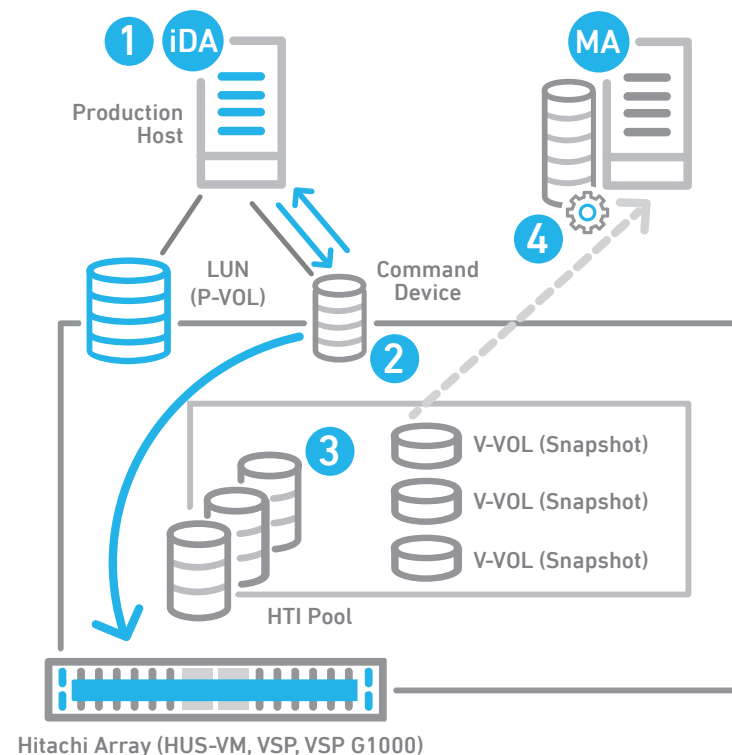 1
iDA
MA
Production
Host
4
LUN
(P-VOL)
Command
Device
2
3
V-VOL (Snapshot)
V-VOL (Snapshot)
V-VOL (Snapshot)
HTI Pool
Hitachi Array (HUS-VM, VSP, VSP G1000)